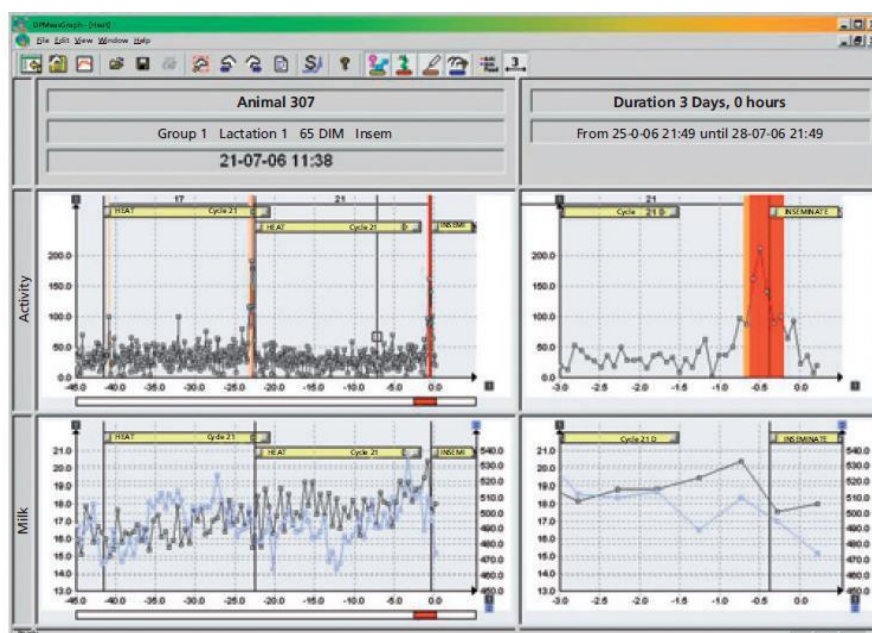 DPMeasGraph - [Heat]
File Edit View Window Help
3
Animal 307
Group 1 Lactation 1 65 DIM Insem
21-07-06 11:38
Duration 3 Days, 0 hours
From 25-0-06 21:49 until 28-07-06 21:49
Activity
17 21
HEAT Cycle 21 D
HEAT Cycle 21 D
INSEMI
200.0
150.0
100.0
50.0
0.0
-45.0 -40.0 -35.0 -30.0 -25.0 -20.0 -15.0 -10.0 -5.0 0.0
21
Cycle 21 D
INSEMINATE
200.0
150.0
100.0
50.0
0.0
-3.0 -2.5 -2.0 -1.5 -1.0 -0.5 0.0
Milk
HEAT Cycle 21
HEAT Cycle 21 D
INSEMI
21.0
20.0
19.0
18.0
17.0
16.0
15.0
14.0
13.0
540.0
530.0
520.0
510.0
500.0
490.0
480.0
470.0
460.0
450.0
-45.0 -40.0 -35.0 -30.0 -25.0 -20.0 -15.0 -10.0 -5.0 0.0
Cycle 21 D
INSEMINATE
21.0
20.0
19.0
18.0
17.0
16.0
15.0
14.0
13.0
540.0
530.0
520.0
510.0
500.0
490.0
480.0
470.0
460.0
450.0
-3.0 -2.5 -2.0 -1.5 -1.0 -0.5 0.0